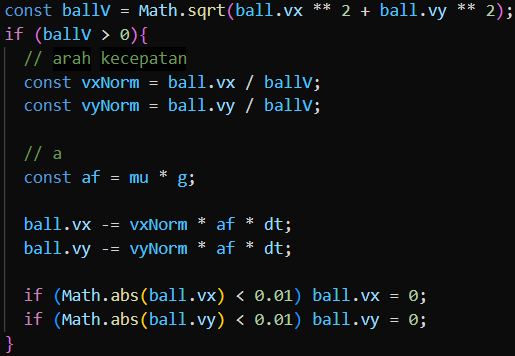 const ballV = Math.sqrt(ball.vx ** 2 + ball.vy ** 2);
if (ballV > 0){
// arah kecepatan
const vxNorm = ball.vx / ballV;
const vyNorm = ball.vy / ballV;
// a
const af = mu * g;
ball.vx -= vxNorm * af * dt;
ball.vy -= vyNorm * af * dt;
if (Math.abs(ball.vx) < 0.01) ball.vx = 0;
if (Math.abs(ball.vy) < 0.01) ball.vy = 0;
}